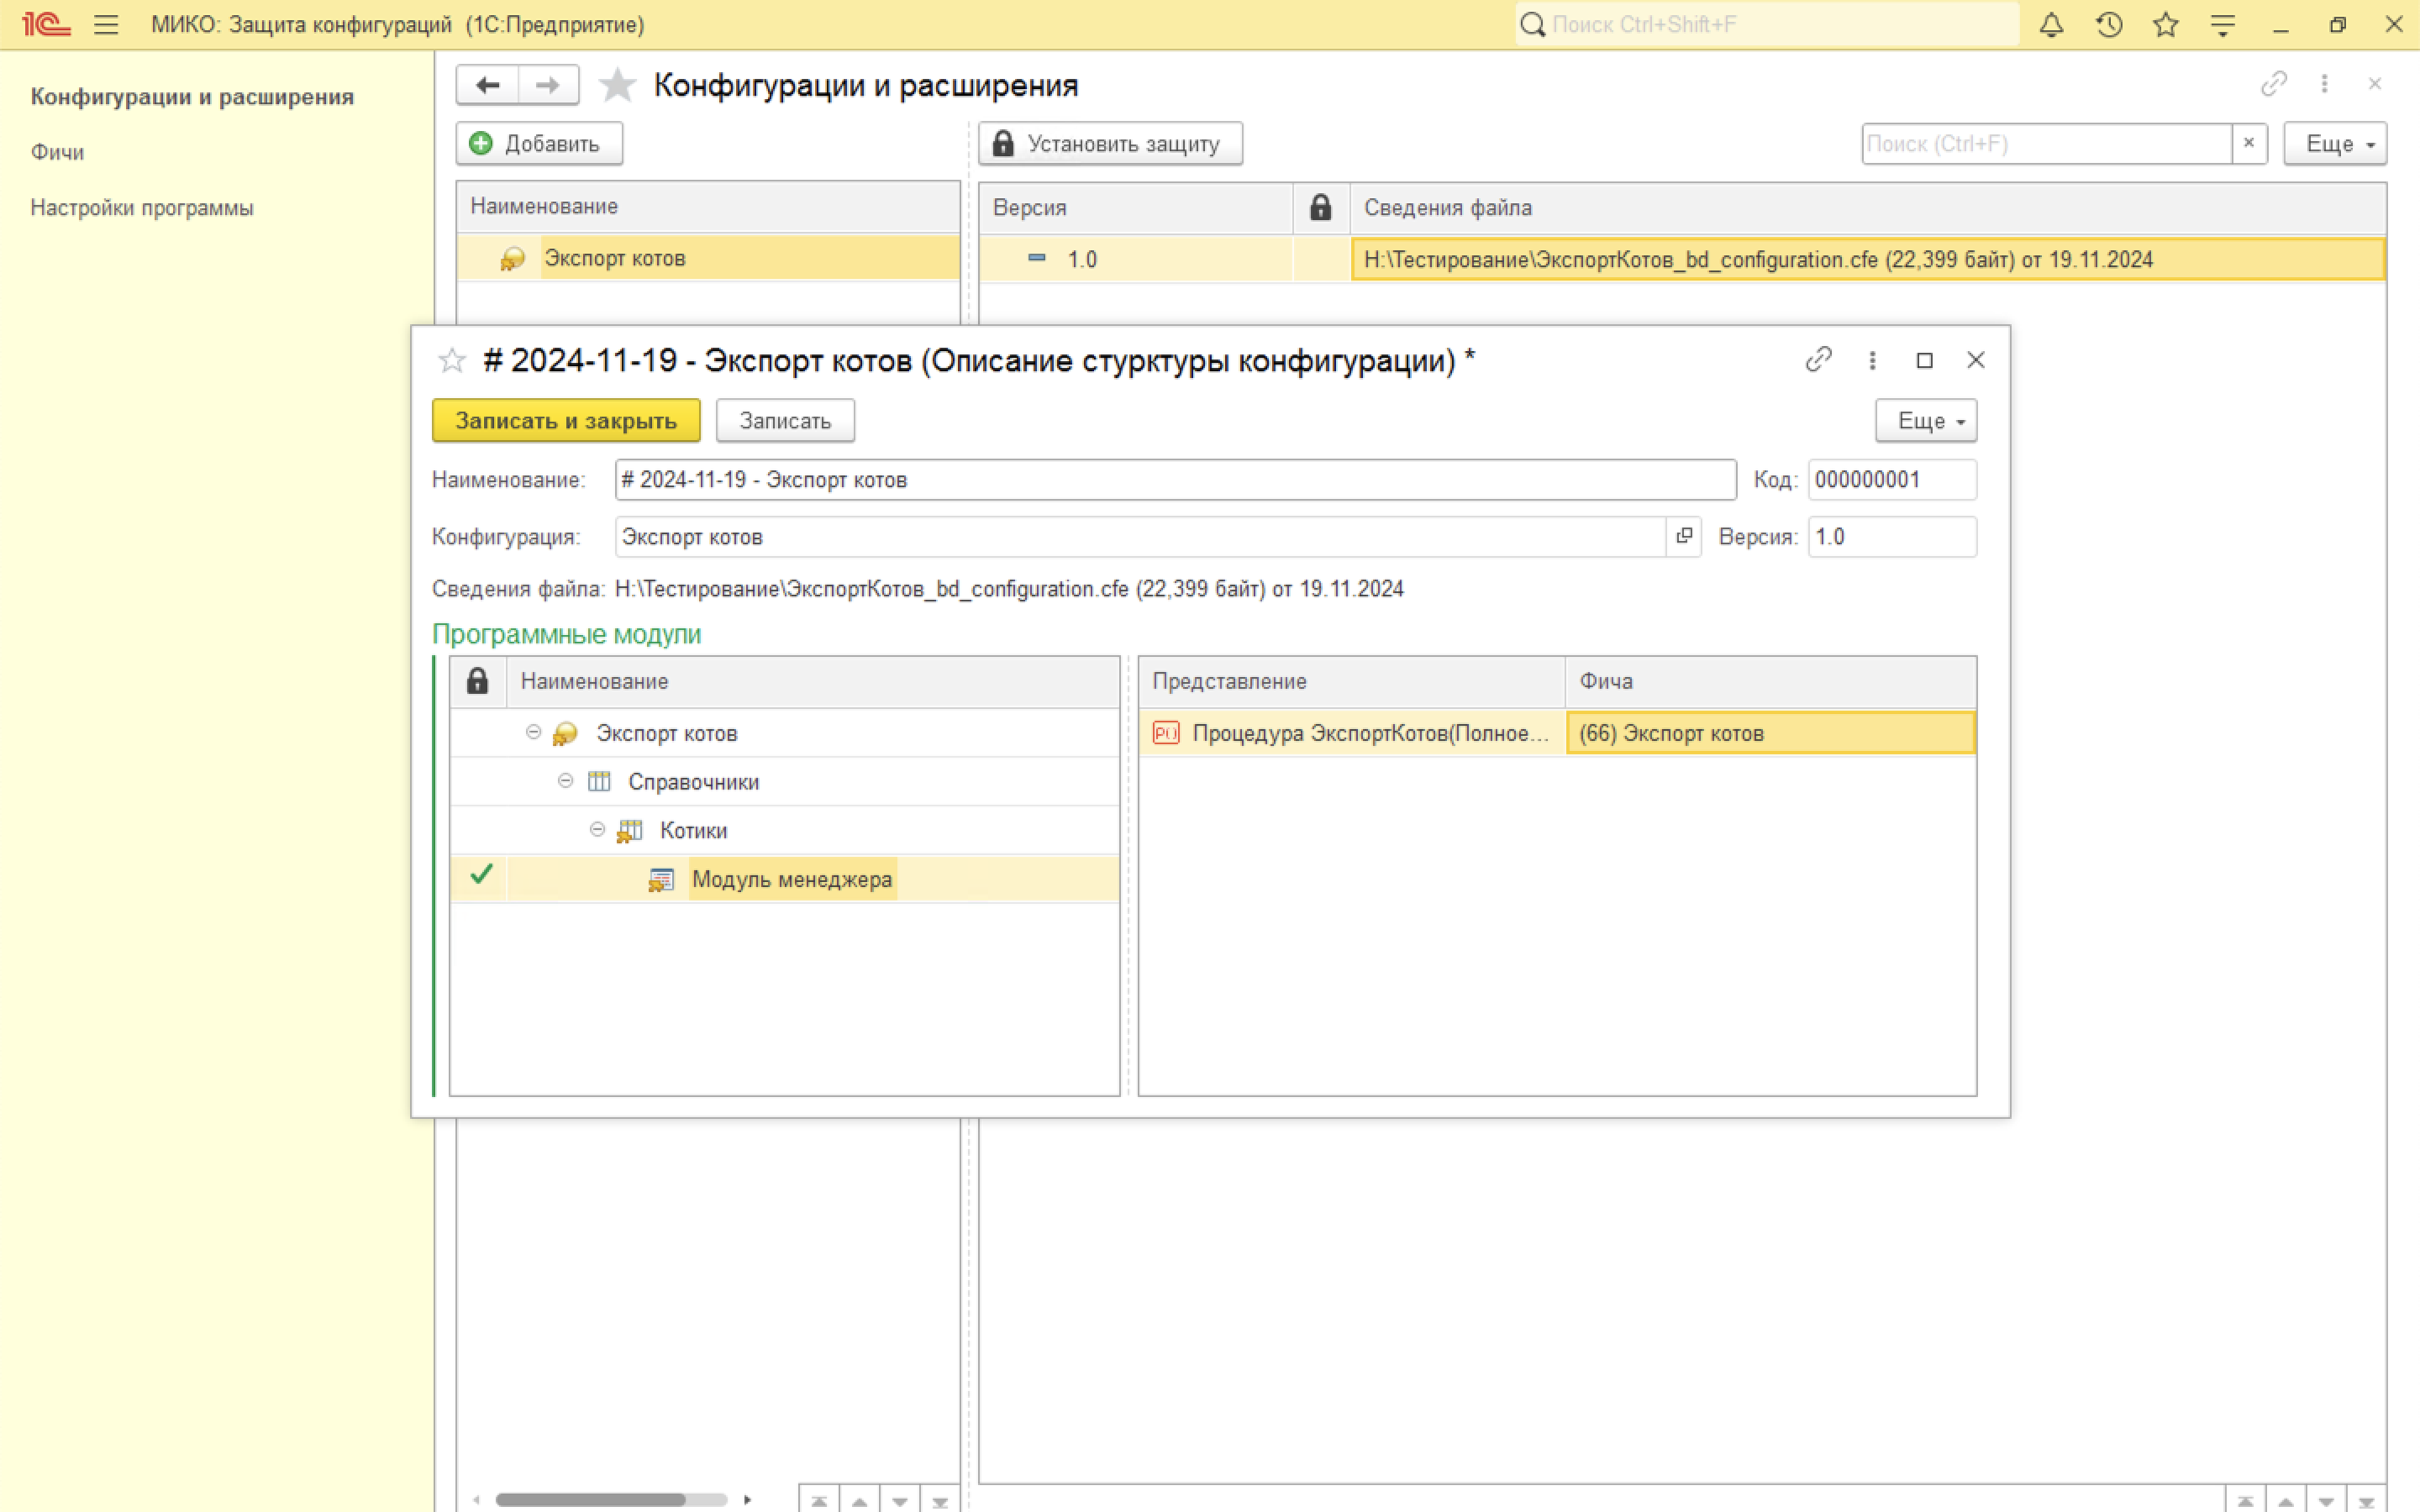 1С МИКО: Защита конфигураций (1С:Предприятие) Поиск Ctrl+Shift+F
Конфигурации и расширения
Фичи
Настройки программы
Конфигурации и расширения
Добавить
Установить защиту Поиск (Ctrl+F) × Еще
Наименование
Экспорт котов
Версия Сведения файла
1.0 H:\Тестирование\ЭкспортКотов_bd_configuration.cfe (22,399 байт) от 19.11.2024
# 2024-11-19 - Экспорт котов (Описание стурктуры конфигурации) *
Записать и закрыть Записать Еще
Наименование: # 2024-11-19 - Экспорт котов Код: 000000001
Конфигурация: Экспорт котов Версия: 1.0
Сведения файла: H:\Тестирование\ЭкспортКотов_bd_configuration.cfe (22,399 байт) от 19.11.2024
Программные модули
Наименование
Экспорт котов
Справочники
Котики
Модуль менеджера
Представление Фича
P() Процедура ЭкспортКотов(Полное... (66) Экспорт котов